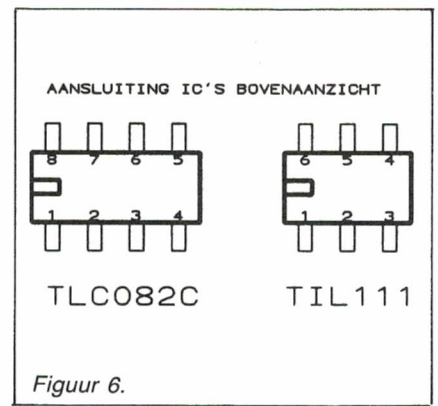 AANSLUITING IC'S BOVENAANZICHT
8 7 6 5 6 5 4
1 2 3 4 1 2 3
TLC082C TIL111
Figuur 6.